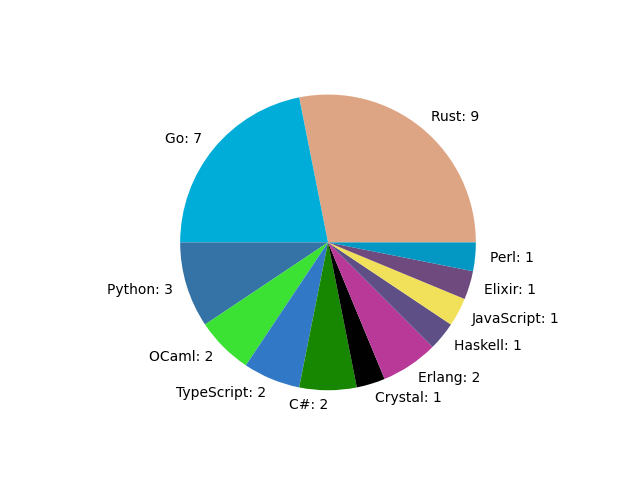 Rust: 9
Go: 7
Python: 3
OCaml: 2
TypeScript: 2
C#: 2
Crystal: 1
Erlang: 2
Haskell: 1
JavaScript: 1
Elixir: 1
Perl: 1